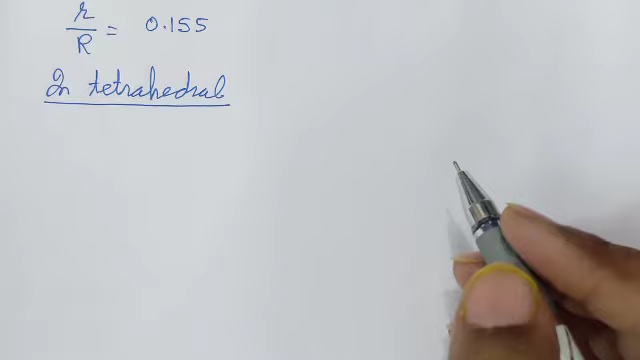 r/R = 0.155
In tetrahedral